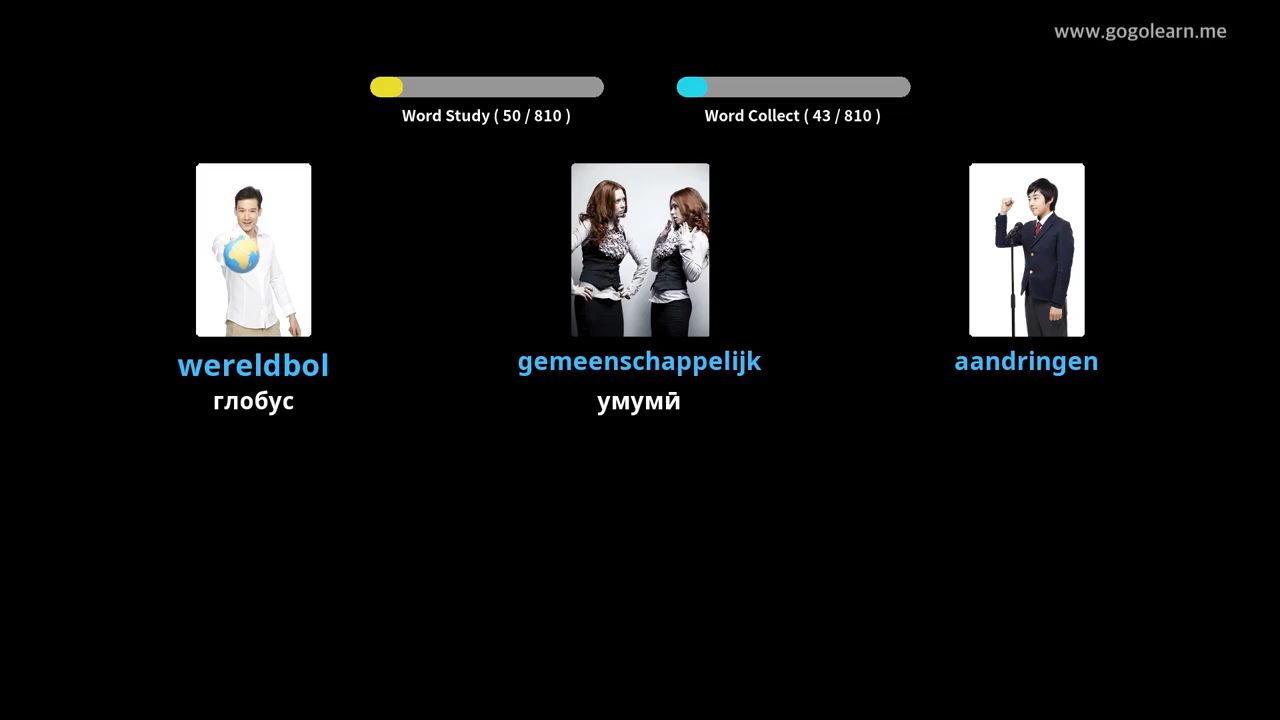 www.gogolearn.me
Word Study ( 50 / 810 )
Word Collect ( 43 / 810 )
wereldbol
gemeenschappelijk
aandringen
глобус
умумӣ